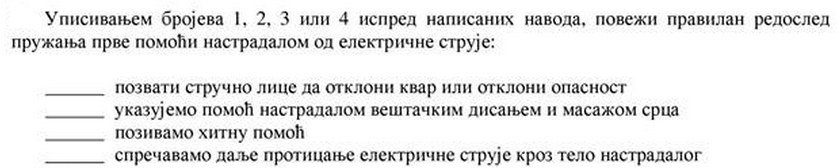 Уписивањем бројева 1, 2, 3 или 4 испред написаних навода, повежи правилан редослед
пружања прве помоћи настрадалом од електричне струје:
______ позвати стручно лице да отклони квар или отклони опасност
______ указујемо помоћ настрадалом вештачким дисањем и масажом срца
______ позивамо хитну помоћ
______ спречавамо даље протицање електричне струје кроз тело настрадалог